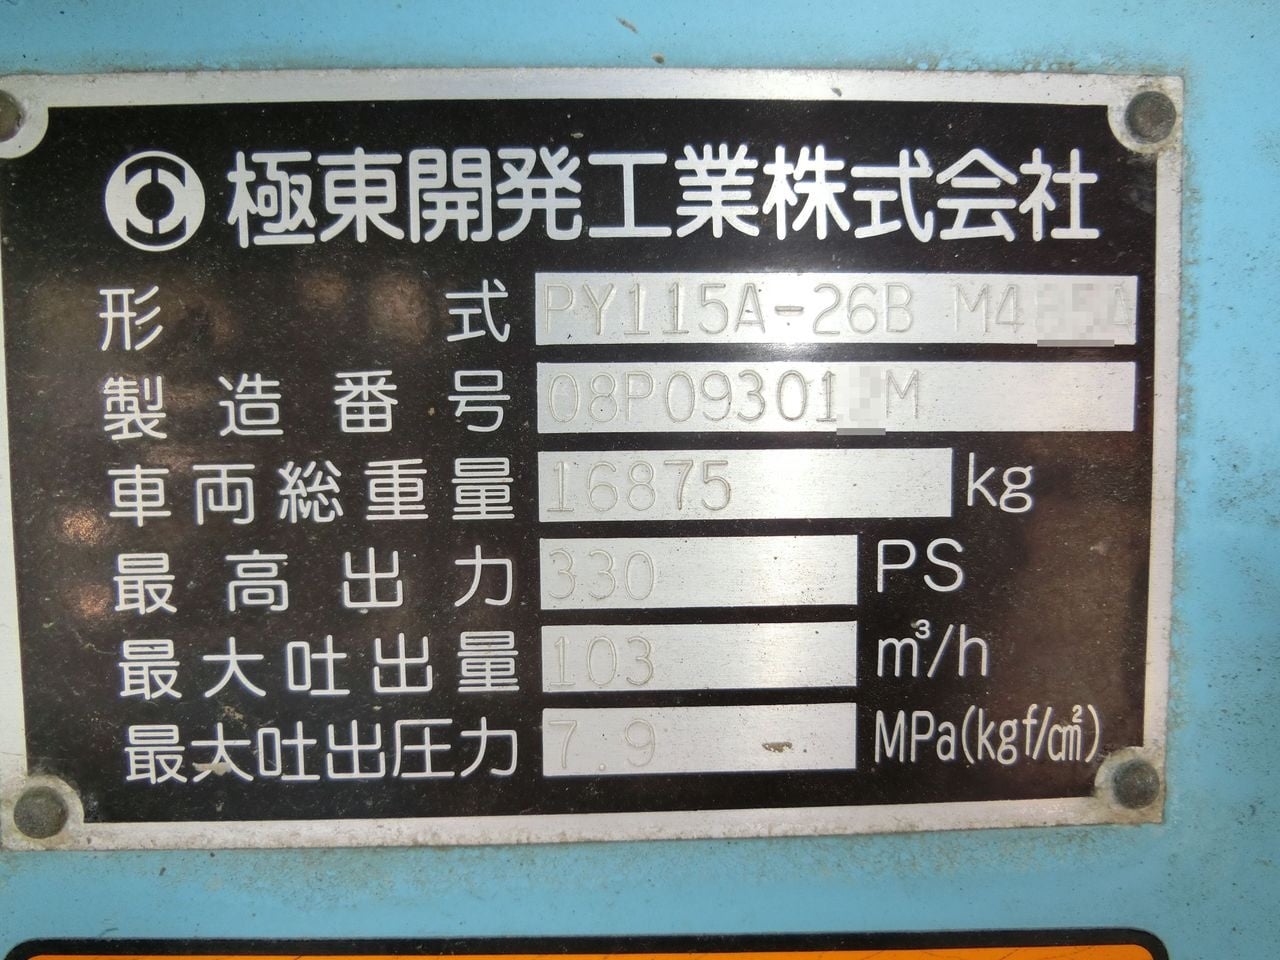 極東開発工業株式会社
形式 PY115A-26B M4
製造番号 08P09301 M
車両総重量 16875 kg
最高出力 330 PS
最大吐出量 103 m³/h
最大吐出圧力 7.9 MPa(kgf/cm²)